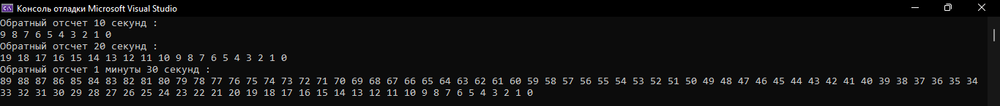 Консоль отладки Microsoft Visual Studio
Обратный отсчет 10 секунд :
9 8 7 6 5 4 3 2 1 0
Обратный отсчет 20 секунд :
19 18 17 16 15 14 13 12 11 10 9 8 7 6 5 4 3 2 1 0
Обратный отсчет 1 минуты 30 секунд :
89 88 87 86 85 84 83 82 81 80 79 78 77 76 75 74 73 72 71 70 69 68 67 66 65 64 63 62 61 60 59 58 57 56 55 54 53 52 51 50 49 48 47 46 45 44 43 42 41 40 39 38 37 36 35 34
33 32 31 30 29 28 27 26 25 24 23 22 21 20 19 18 17 16 15 14 13 12 11 10 9 8 7 6 5 4 3 2 1 0